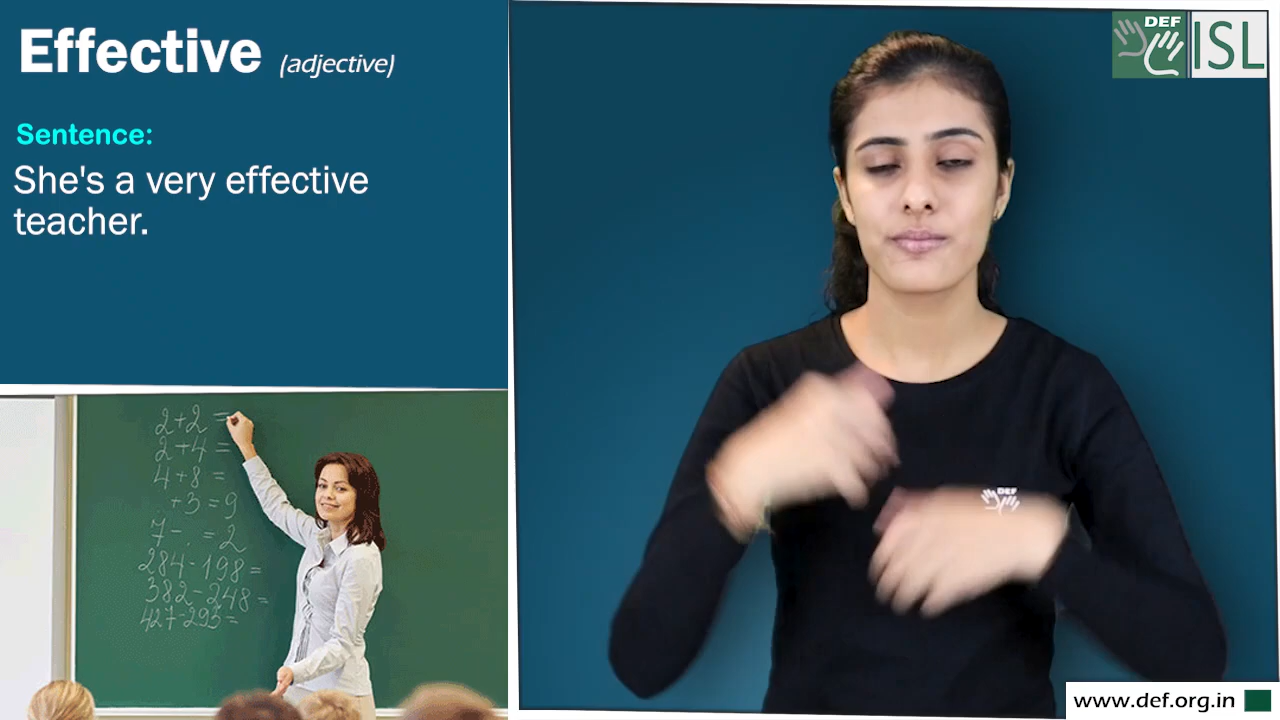 Effective (adjective)
Sentence:
She's a very effective
teacher.
2+2 =
2+4 =
4+8 =
+3=9
7- . = 2
284-198=
382-248=
427-293=
DEF
ISL
DEF
www.def.org.in